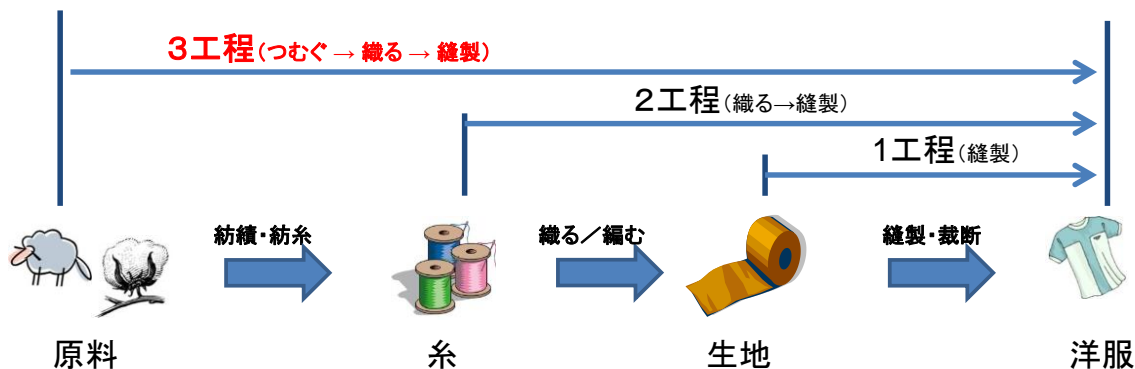 3工程(つむぐ → 織る → 縫製)
2工程(織る→縫製)
1工程(縫製)
紡績・紡糸
織る／編む
縫製・裁断
原料
糸
生地
洋服